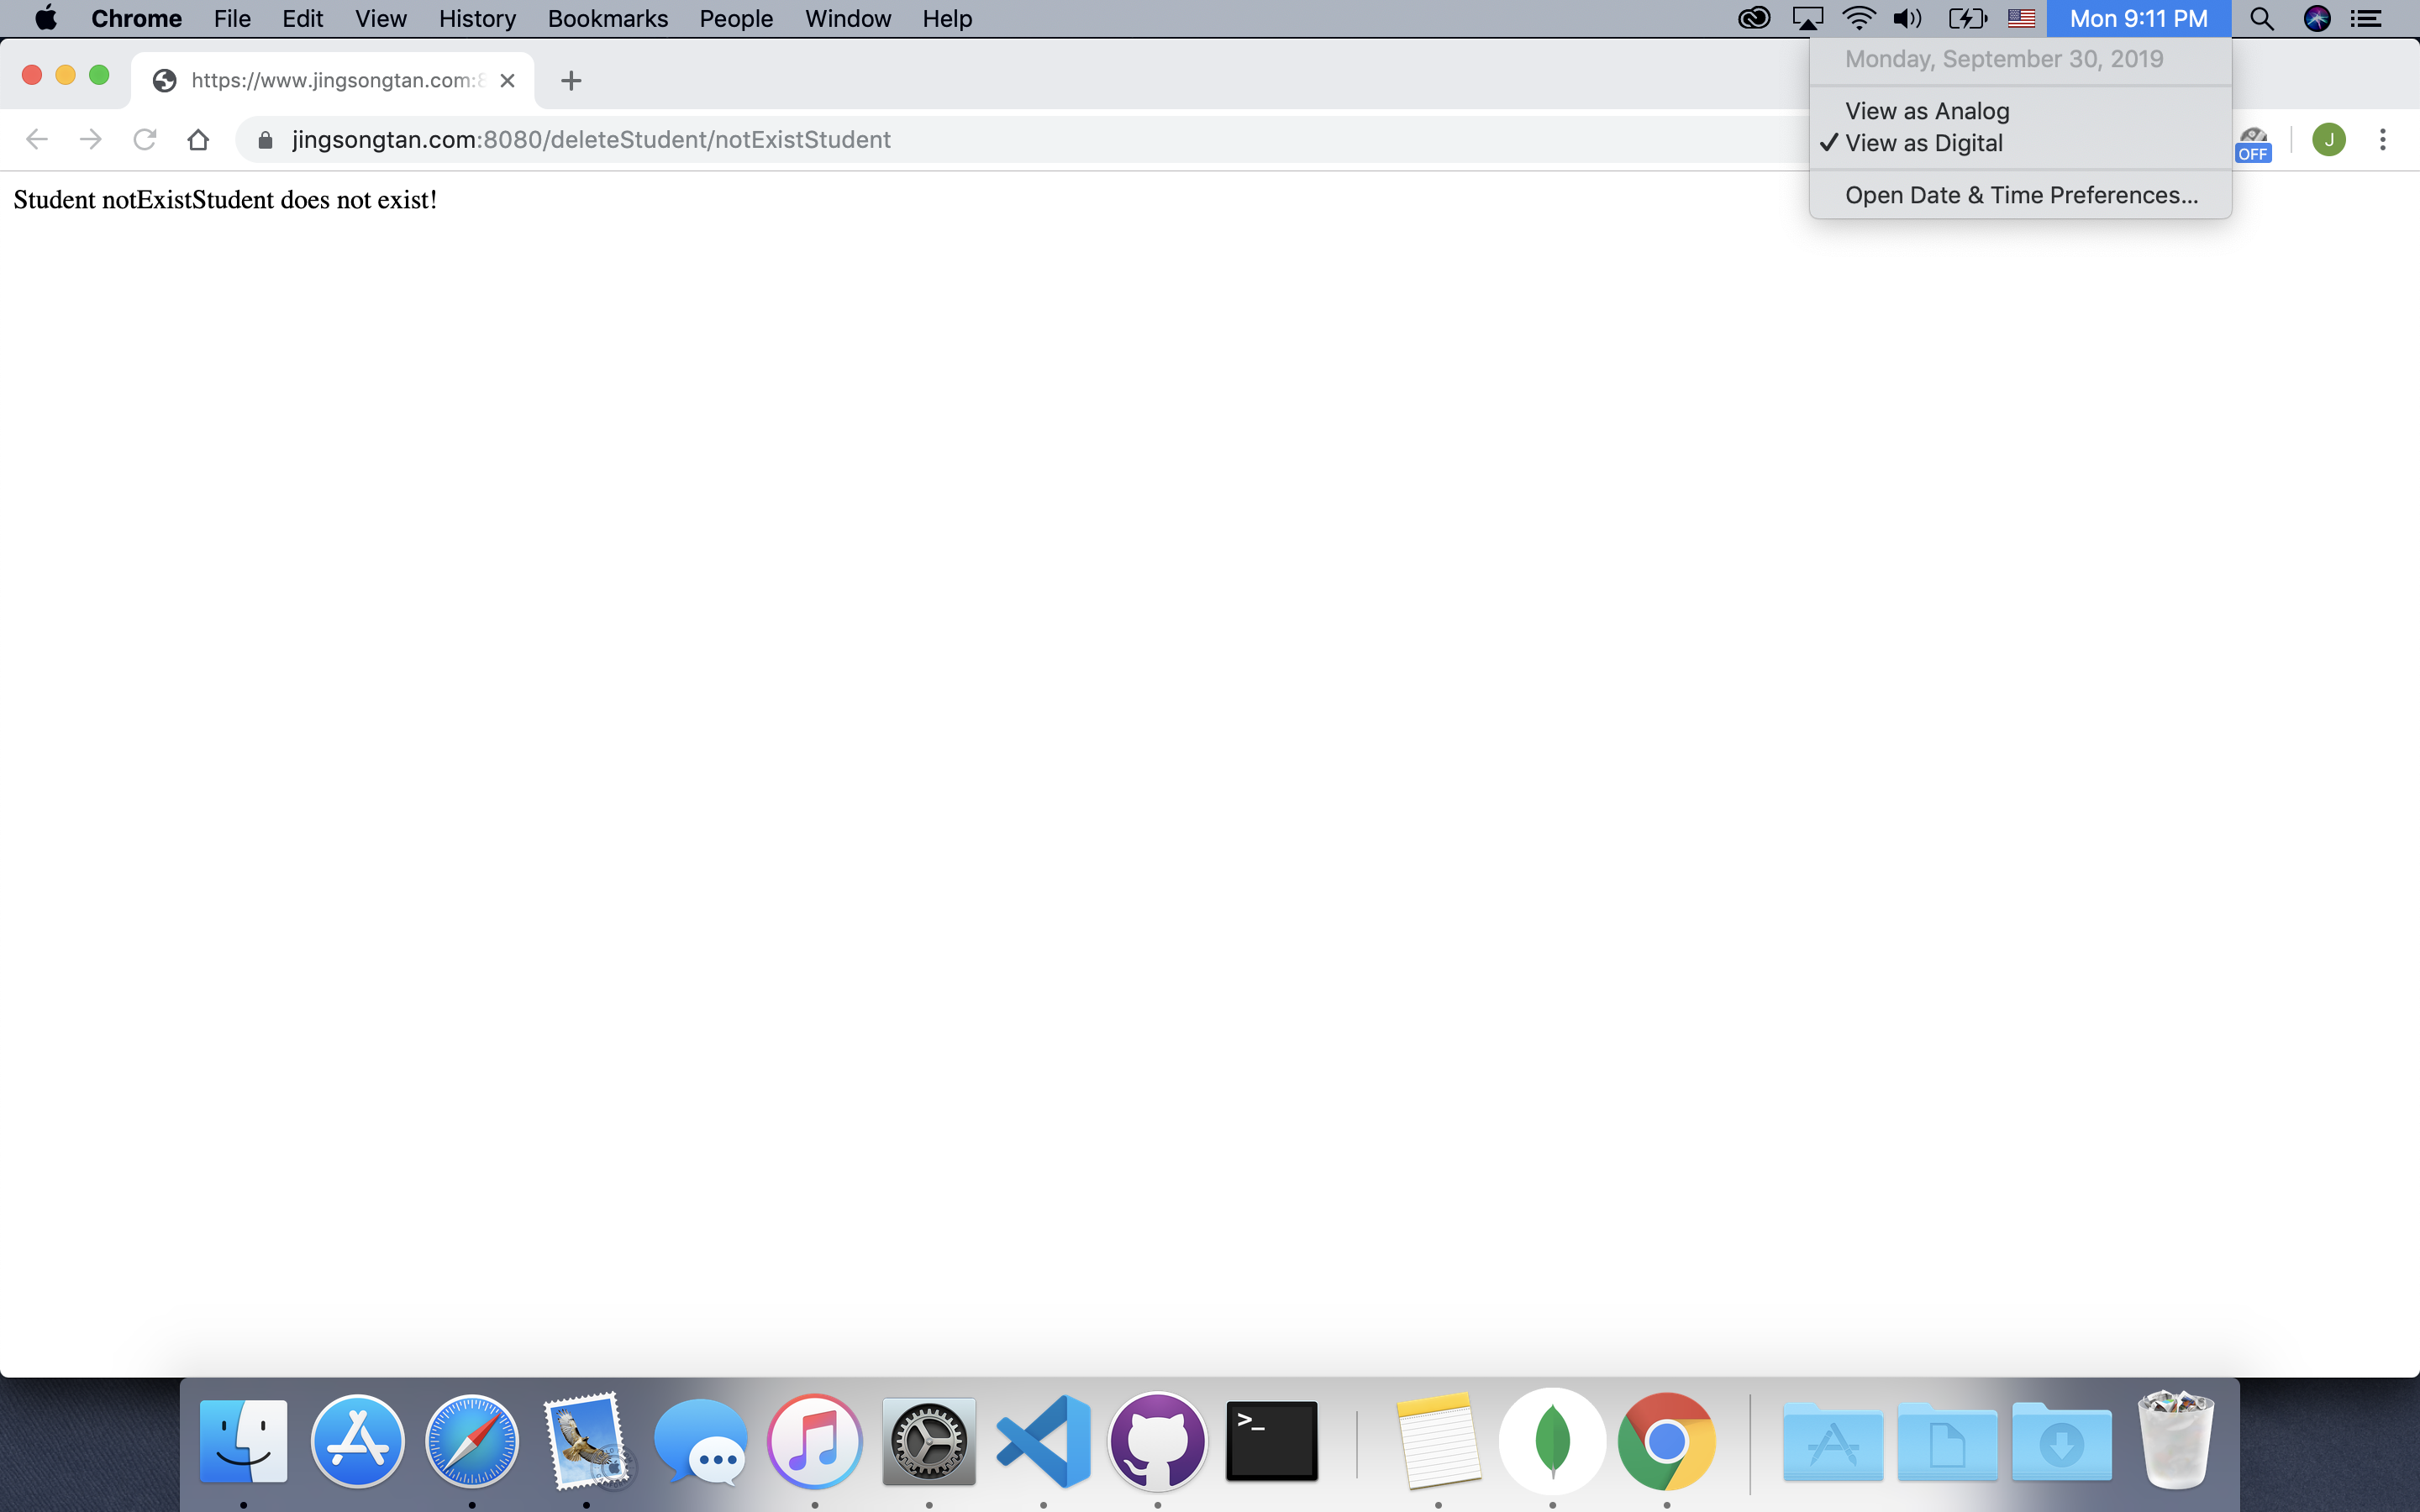 Chrome File Edit View History Bookmarks People Window Help Mon 9:11 PM
Monday, September 30, 2019
https://www.jingsongtan.com:8
View as Analog
✓ View as Digital
jingsongtan.com:8080/deleteStudent/notExistStudent
OFF
J
Open Date & Time Preferences...
Student notExistStudent does not exist!
>_